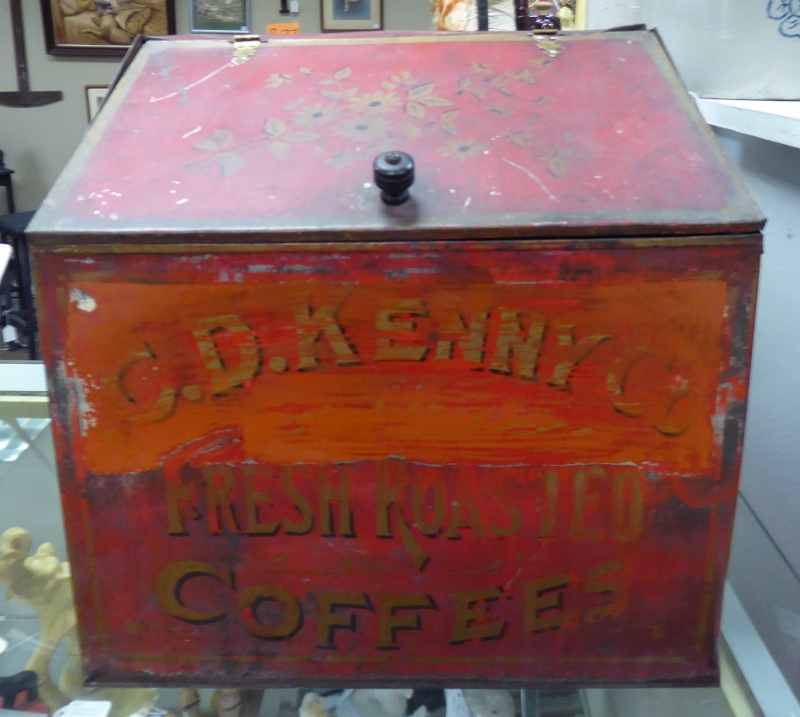 C.D. KENNY Co
FRESH ROASTED
COFFEES